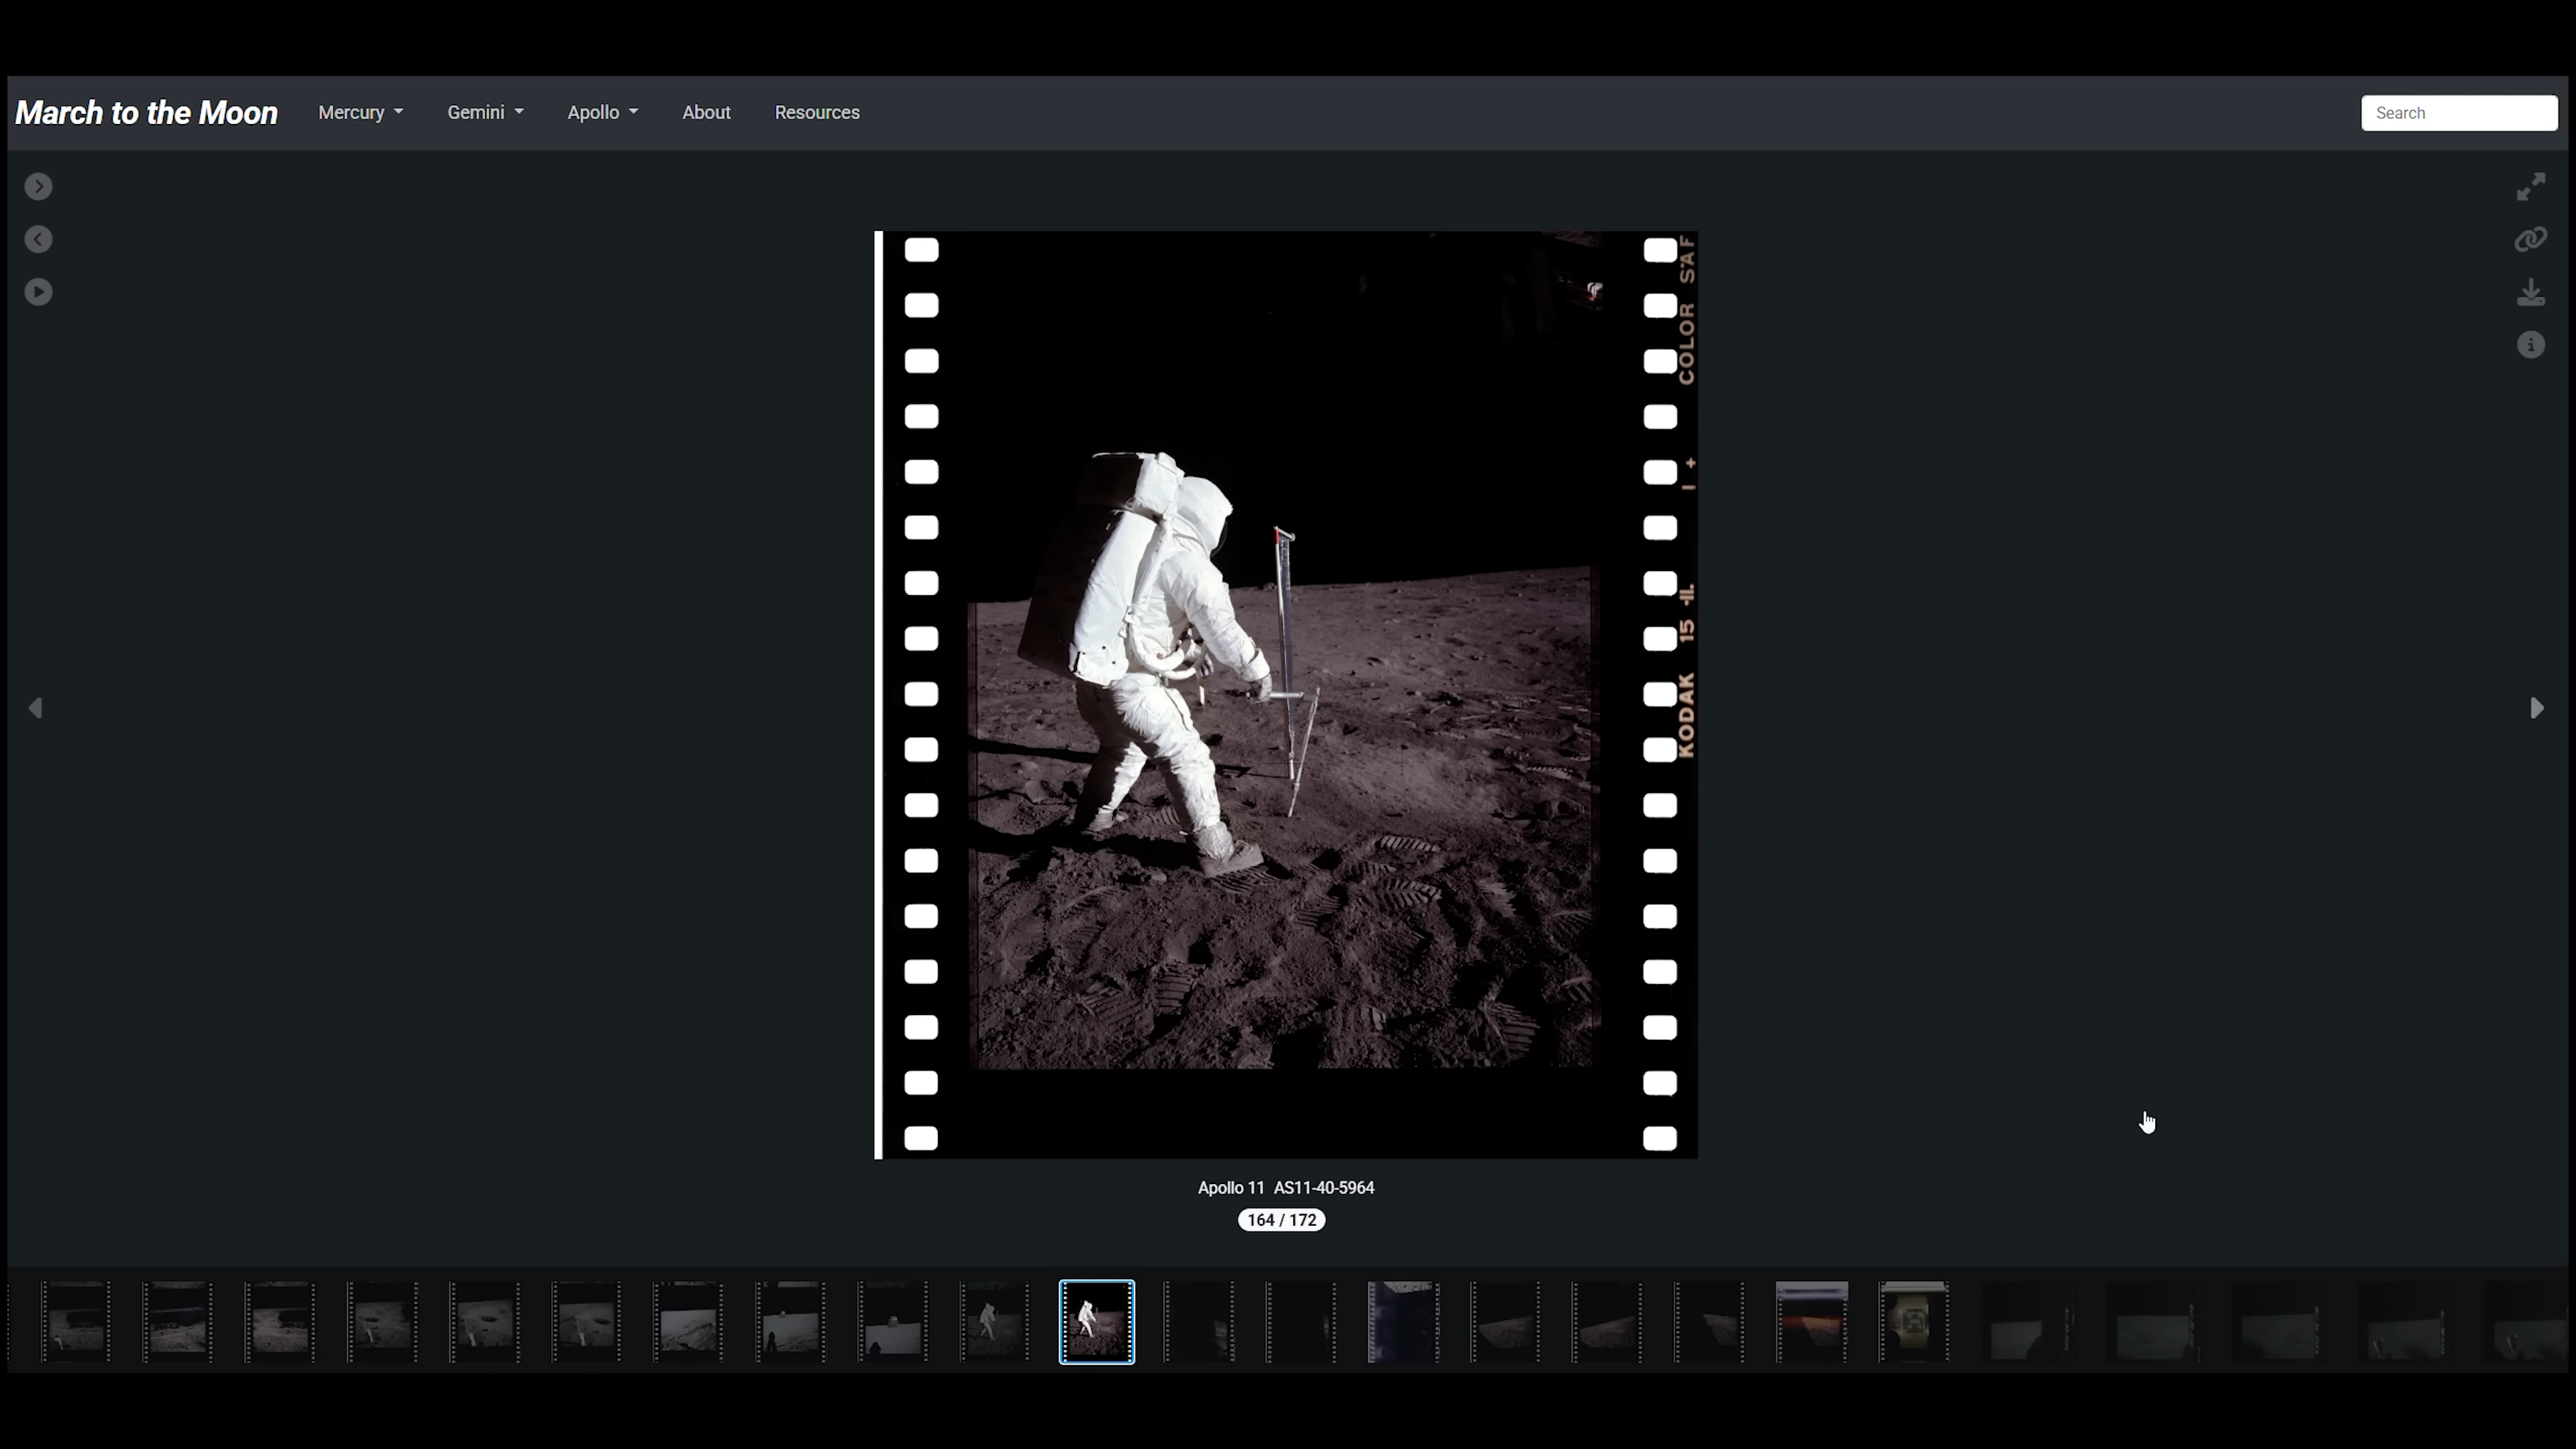 March to the Moon
Mercury
Gemini
Apollo
About
Resources
Search
COLOR SAF
KODAK 15
Apollo 11 AS11-40-5964
164 / 172